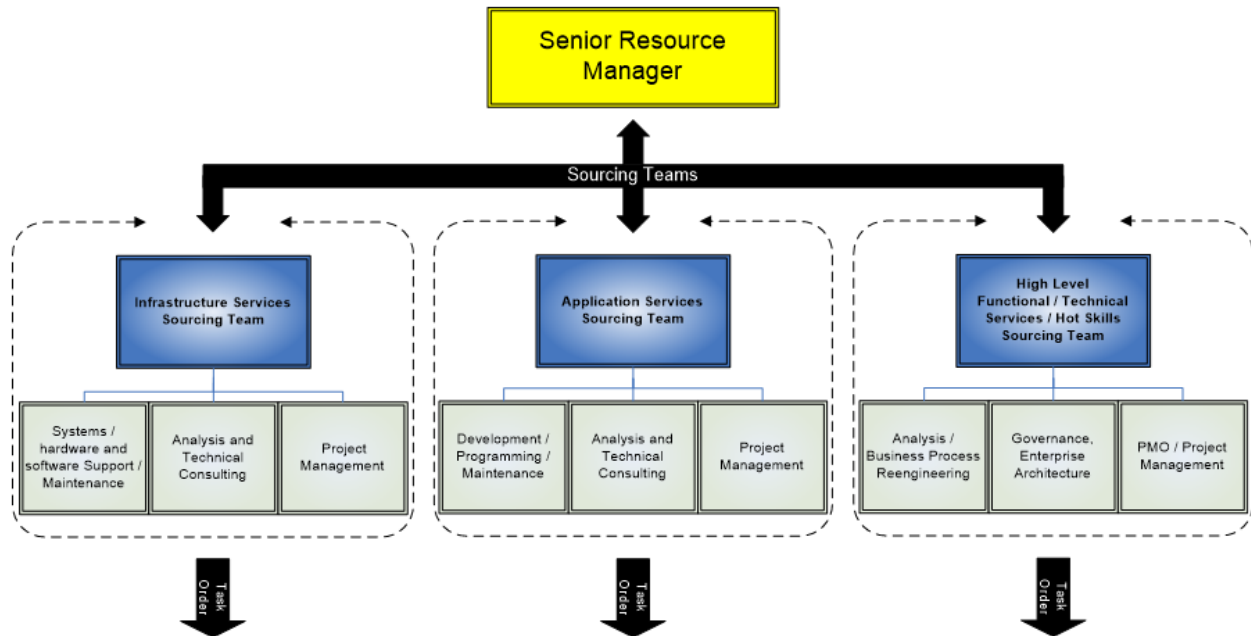 Senior Resource
Manager
Sourcing Teams
Infrastructure Services
Sourcing Team
Application Services
Sourcing Team
High Level
Functional / Technical
Services / Hot Skills
Sourcing Team
Systems /
hardware and
software Support /
Maintenance
Analysis and
Technical
Consulting
Project
Management
Development /
Programming /
Maintenance
Analysis and
Technical
Consulting
Project
Management
Analysis /
Business Process
Reengineering
Governance,
Enterprise
Architecture
PMO / Project
Management
Task
Order
Task
Order
Task
Order